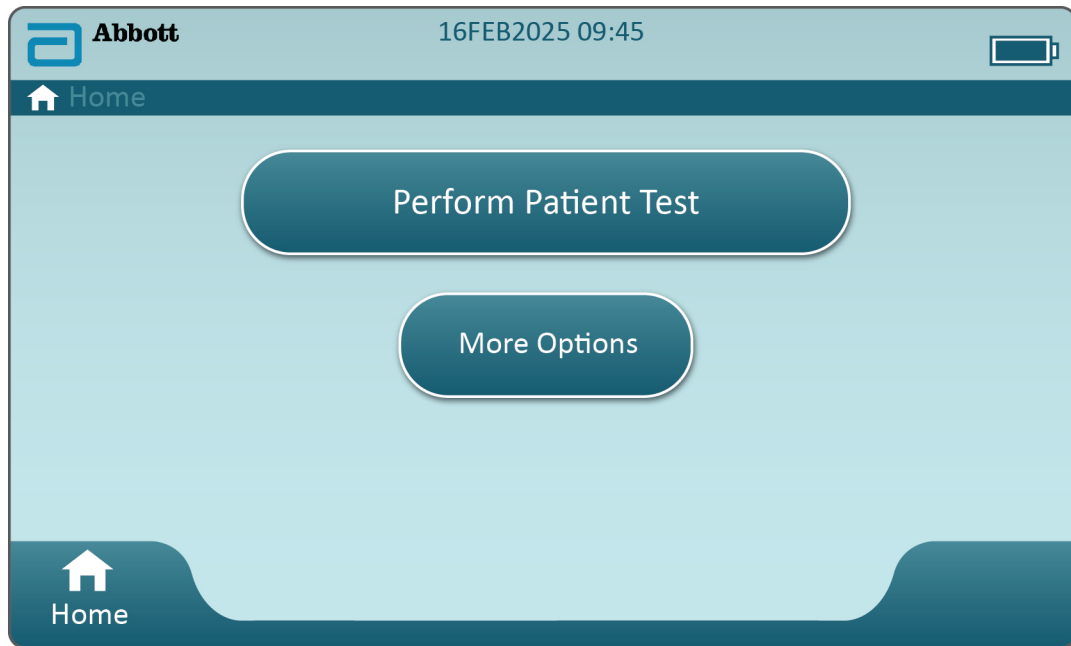 Abbott
16FEB2025 09:45
Home
Perform Patient Test
More Options
Home